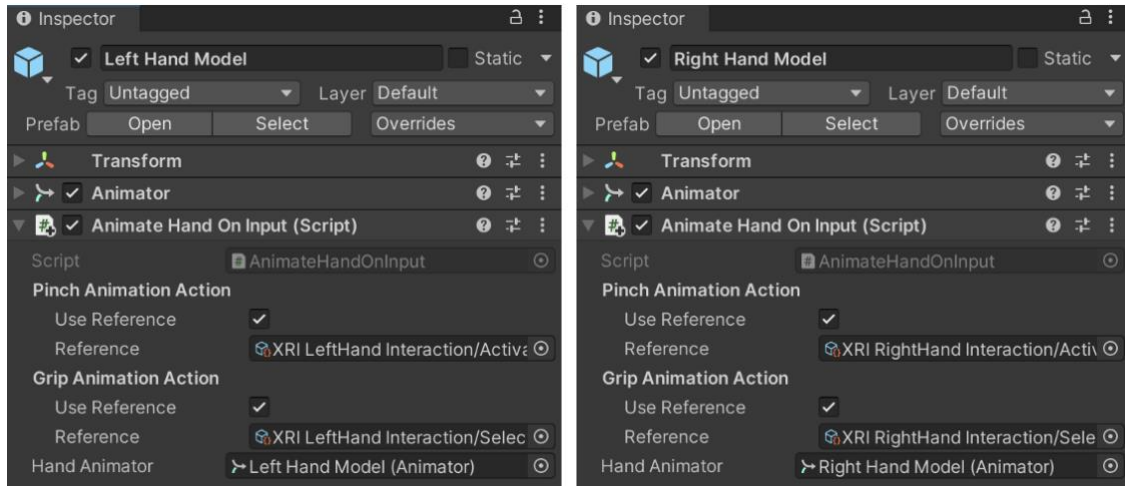 Inspector
Left Hand Model
Static
Tag Untagged Layer Default
Prefab Open Select Overrides
Transform
Animator
Animate Hand On Input (Script)
Script AnimateHandOnInput
Pinch Animation Action
Use Reference
Reference XRI LeftHand Interaction/Activa
Grip Animation Action
Use Reference
Reference XRI LeftHand Interaction/Selec
Hand Animator Left Hand Model (Animator)
Inspector
Right Hand Model
Static
Tag Untagged Layer Default
Prefab Open Select Overrides
Transform
Animator
Animate Hand On Input (Script)
Script AnimateHandOnInput
Pinch Animation Action
Use Reference
Reference XRI RightHand Interaction/Activ
Grip Animation Action
Use Reference
Reference XRI RightHand Interaction/Sele
Hand Animator Right Hand Model (Animator)